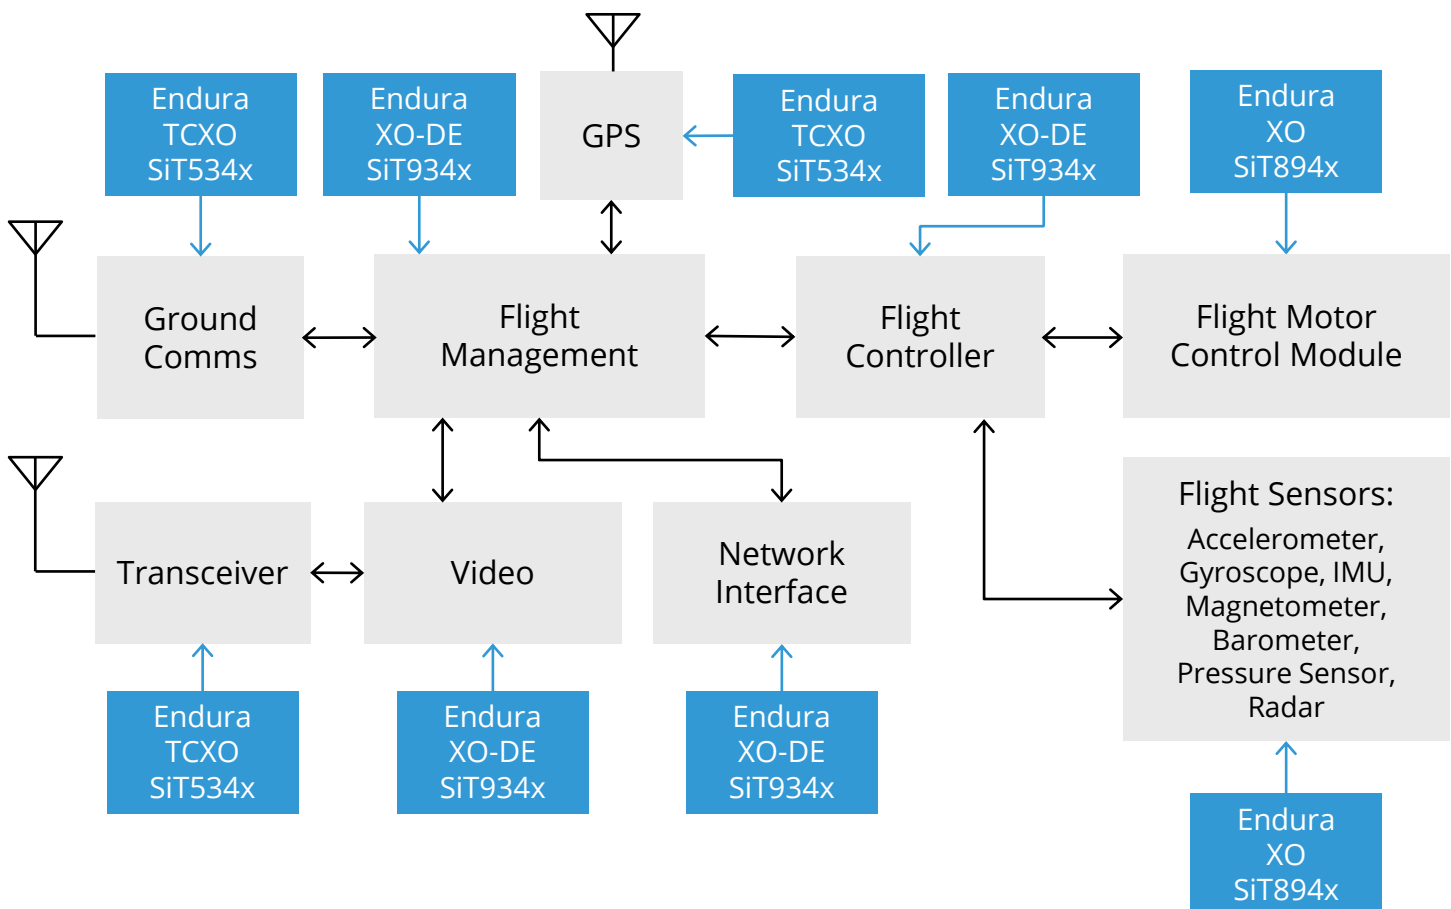 Endura
TCXO
SiT534x
Endura
XO-DE
SiT934x
GPS
Endura
TCXO
SiT534x
Endura
XO-DE
SiT934x
Endura
XO
SiT894x
Ground
Comms
Flight
Management
Flight
Controller
Flight Motor
Control Module
Transceiver
Video
Network
Interface
Flight Sensors:
Accelerometer,
Gyroscope, IMU,
Magnetometer,
Barometer,
Pressure Sensor,
Radar
Endura
TCXO
SiT534x
Endura
XO-DE
SiT934x
Endura
XO-DE
SiT934x
Endura
XO
SiT894x